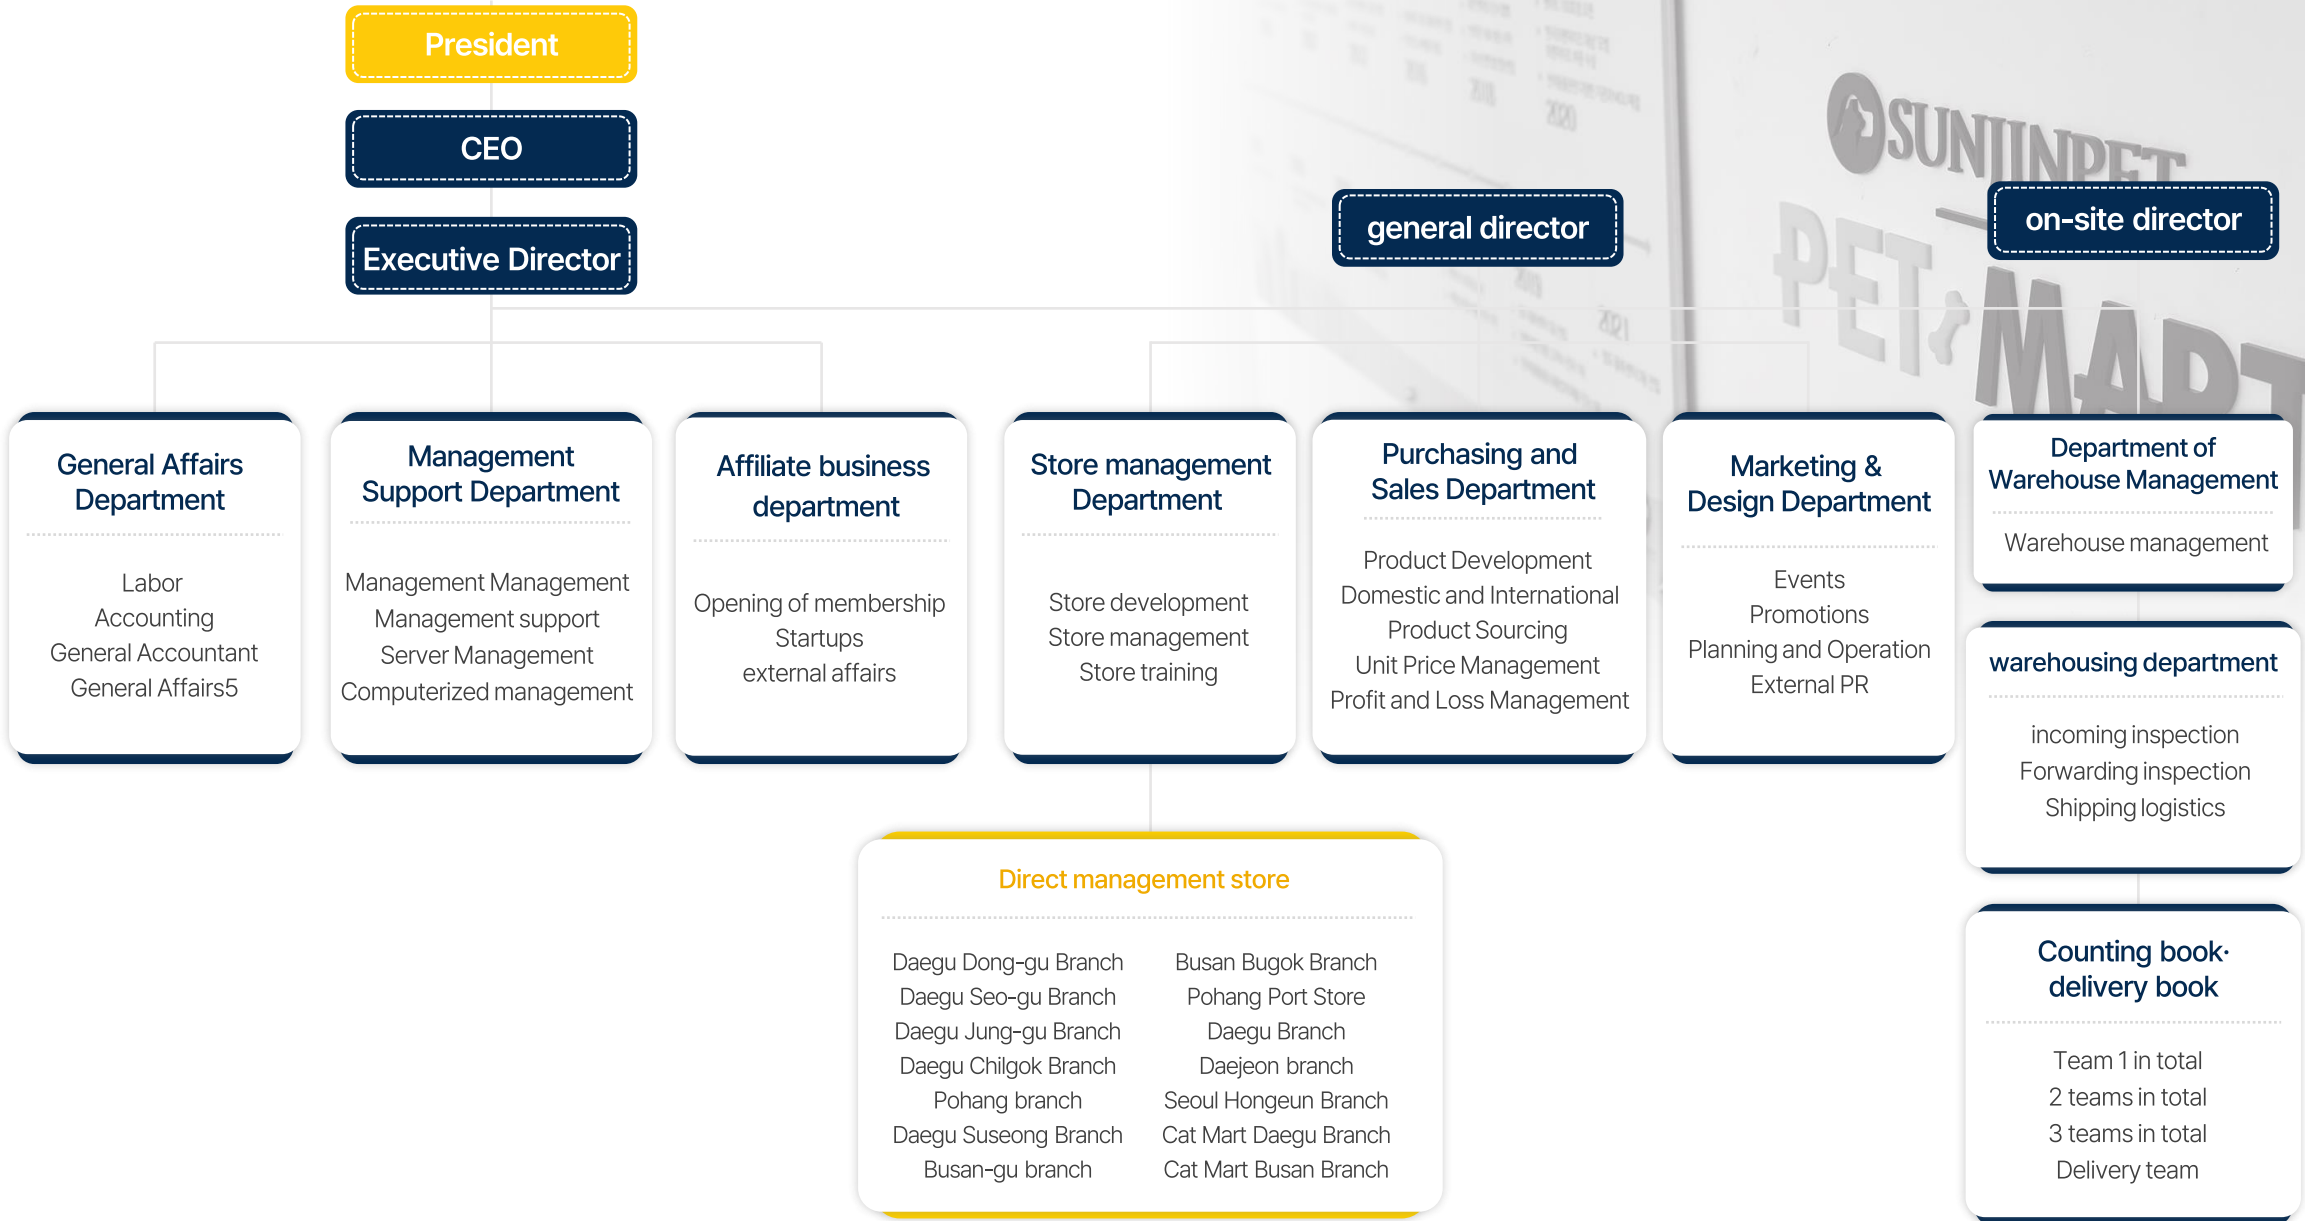 President
CEO
Executive Director
general director
on-site director
SUNJINPET
PET MART
2018
2020
2019
2021
General Affairs
Department
Labor
Accounting
General Accountant
General Affairs5
Management
Support Department
Management Management
Management support
Server Management
Computerized management
Affiliate business
department
Opening of membership
Startups
external affairs
Store management
Department
Store development
Store management
Store training
Purchasing and
Sales Department
Product Development
Domestic and International
Product Sourcing
Unit Price Management
Profit and Loss Management
Marketing &
Design Department
Events
Promotions
Planning and Operation
External PR
Department of
Warehouse Management
Warehouse management
warehousing department
incoming inspection
Forwarding inspection
Shipping logistics
Counting book·
delivery book
Team 1 in total
2 teams in total
3 teams in total
Delivery team
Direct management store
Daegu Dong-gu Branch
Daegu Seo-gu Branch
Daegu Jung-gu Branch
Daegu Chilgok Branch
Pohang branch
Daegu Suseong Branch
Busan-gu branch
Busan Bugok Branch
Pohang Port Store
Daegu Branch
Daejeon branch
Seoul Hongeun Branch
Cat Mart Daegu Branch
Cat Mart Busan Branch